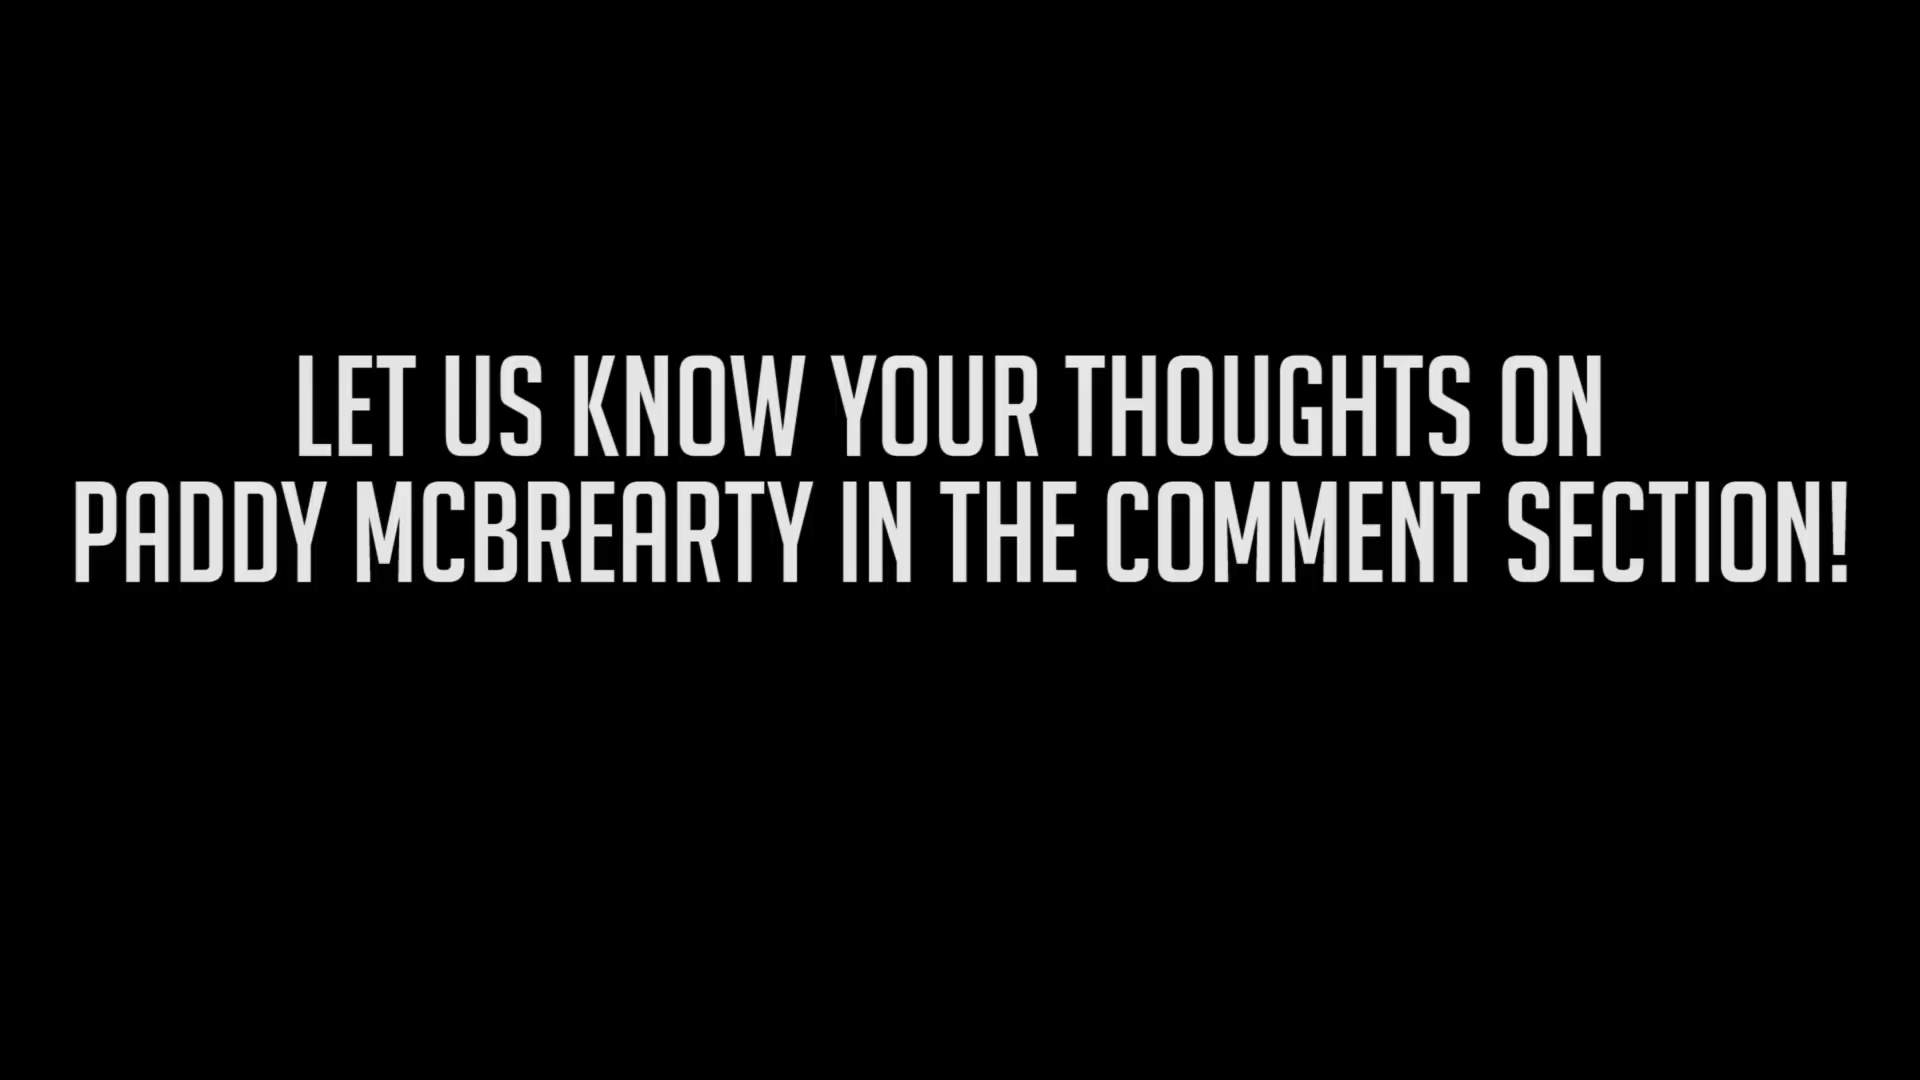 LET US KNOW YOUR THOUGHTS ON
PADDY MCBREARTY IN THE COMMENT SECTION!